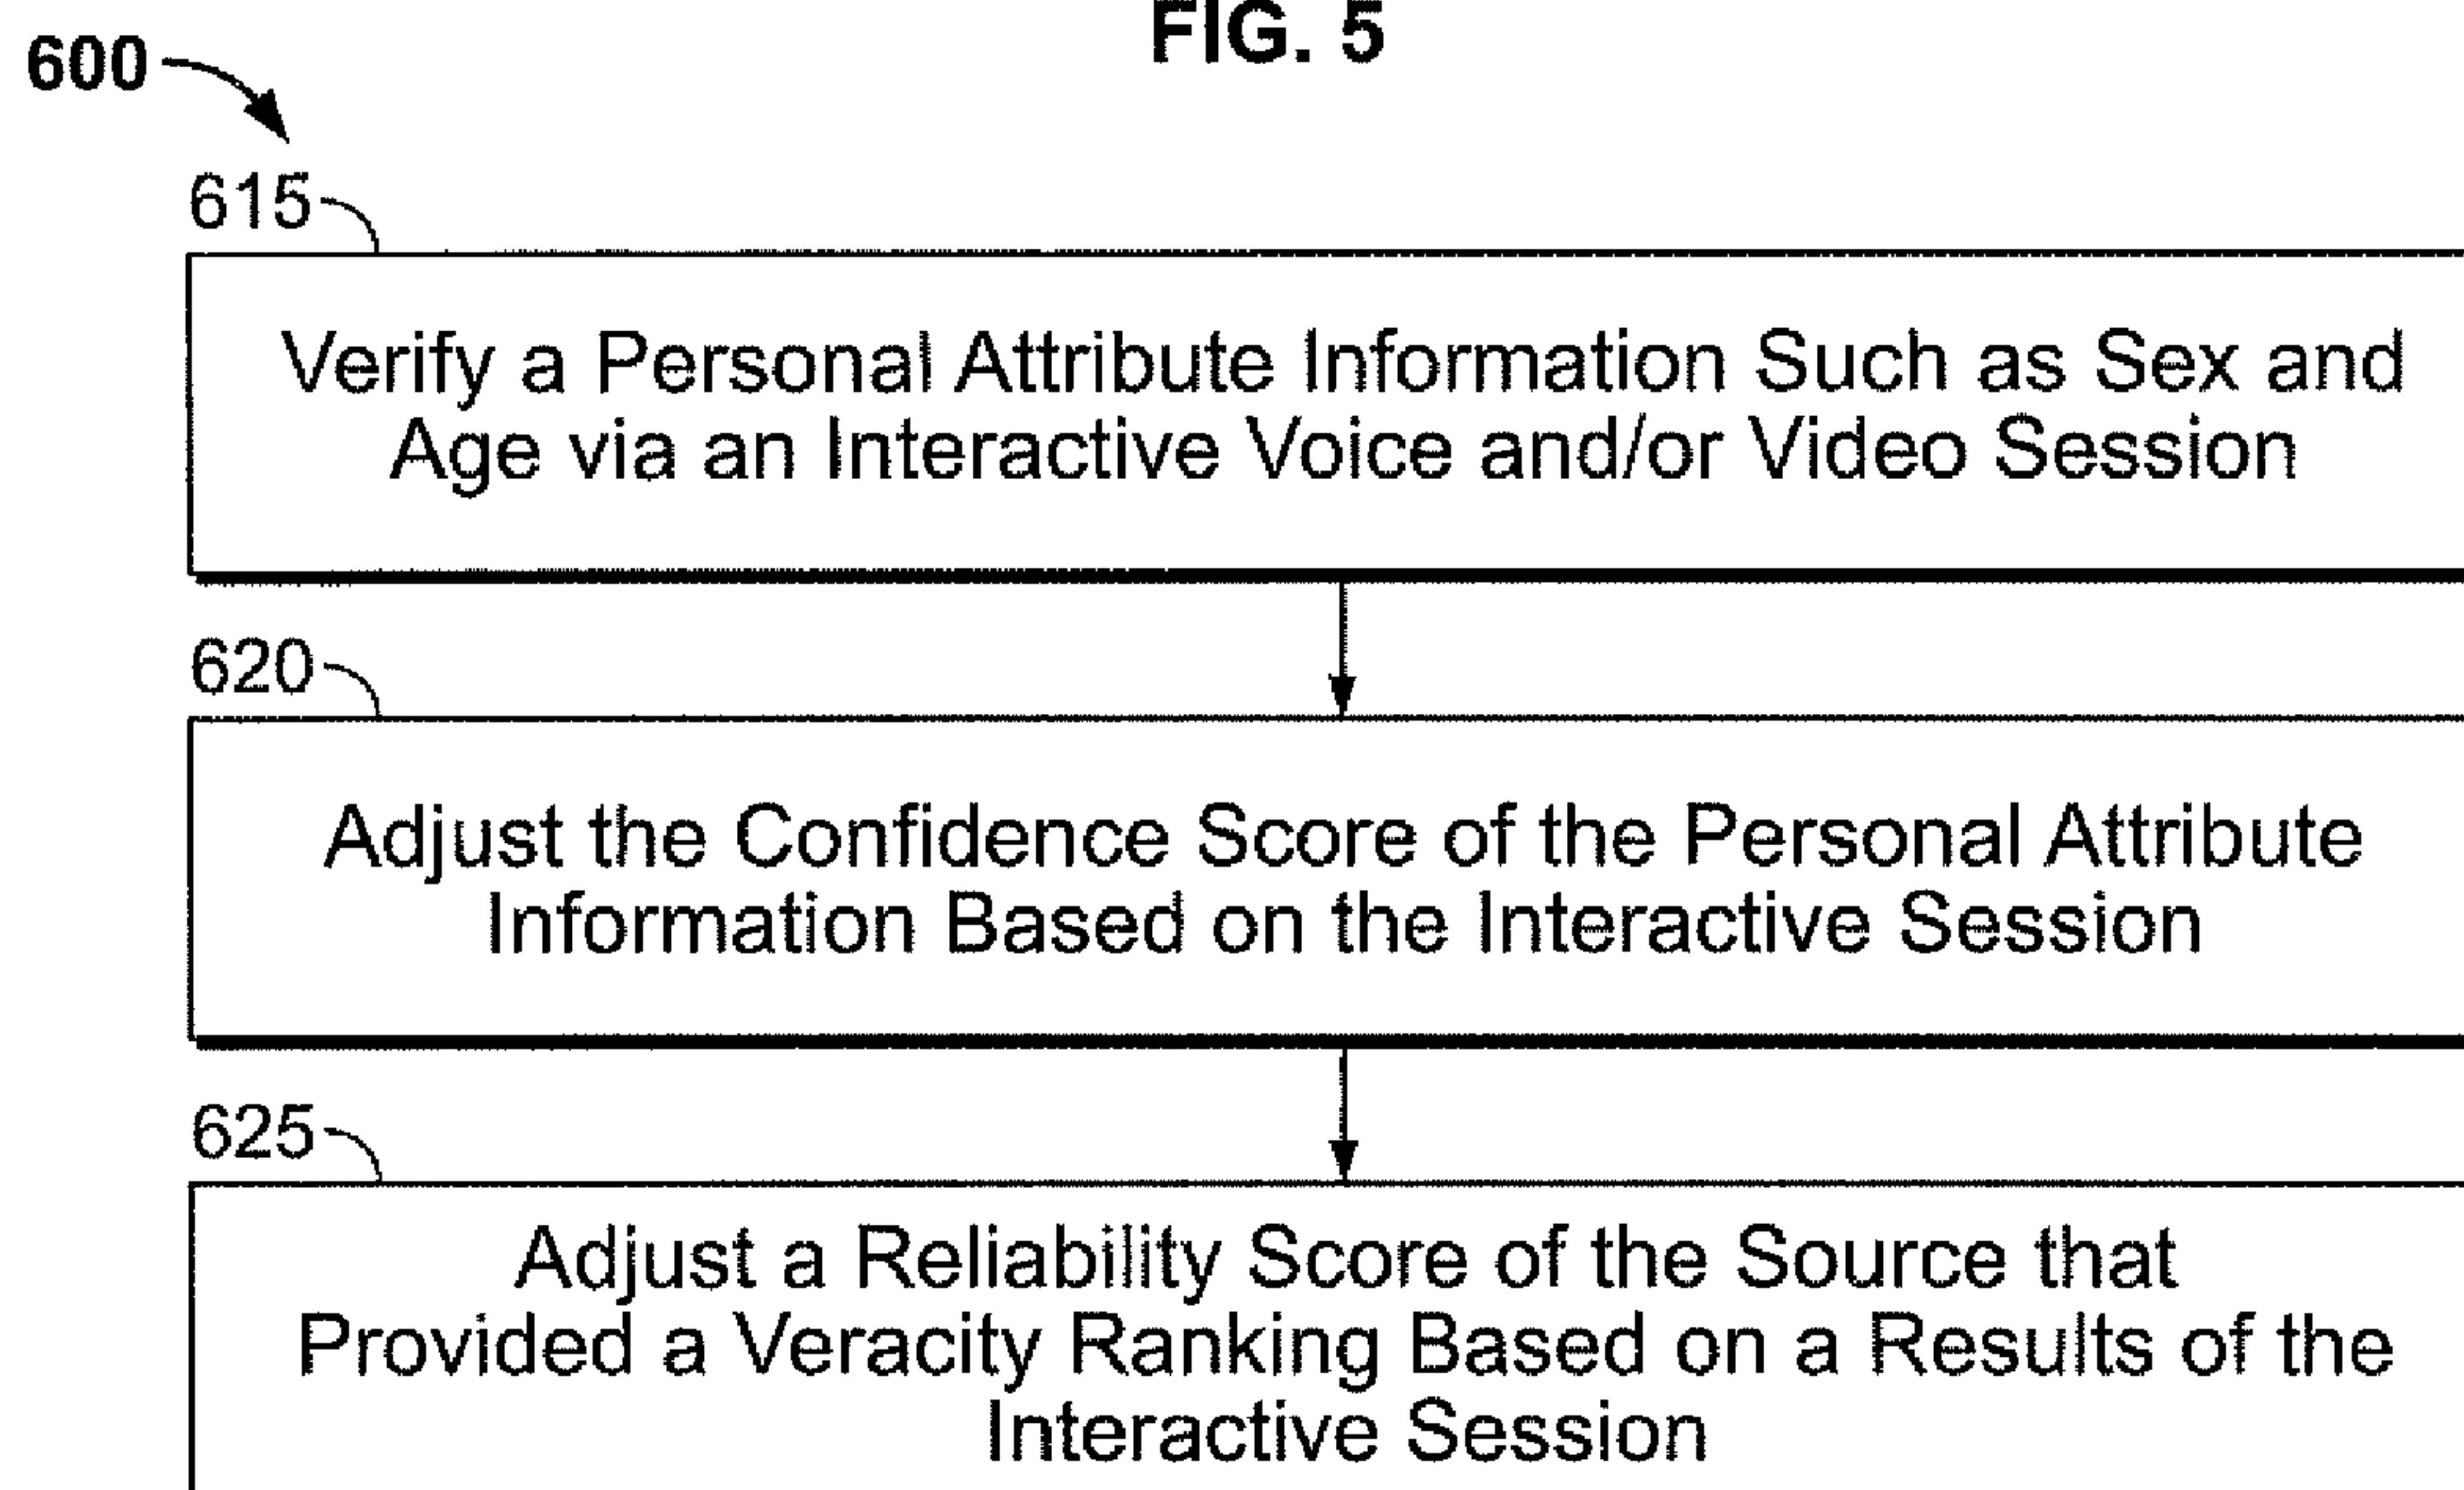 FIG. 5
600
615
Verify a Personal Attribute Information Such as Sex and
Age via an Interactive Voice and/or Video Session
620
Adjust the Confidence Score of the Personal Attribute
Information Based on the Interactive Session
625
Adjust a Reliability Score of the Source that
Provided a Veracity Ranking Based on a Results of the
Interactive Session